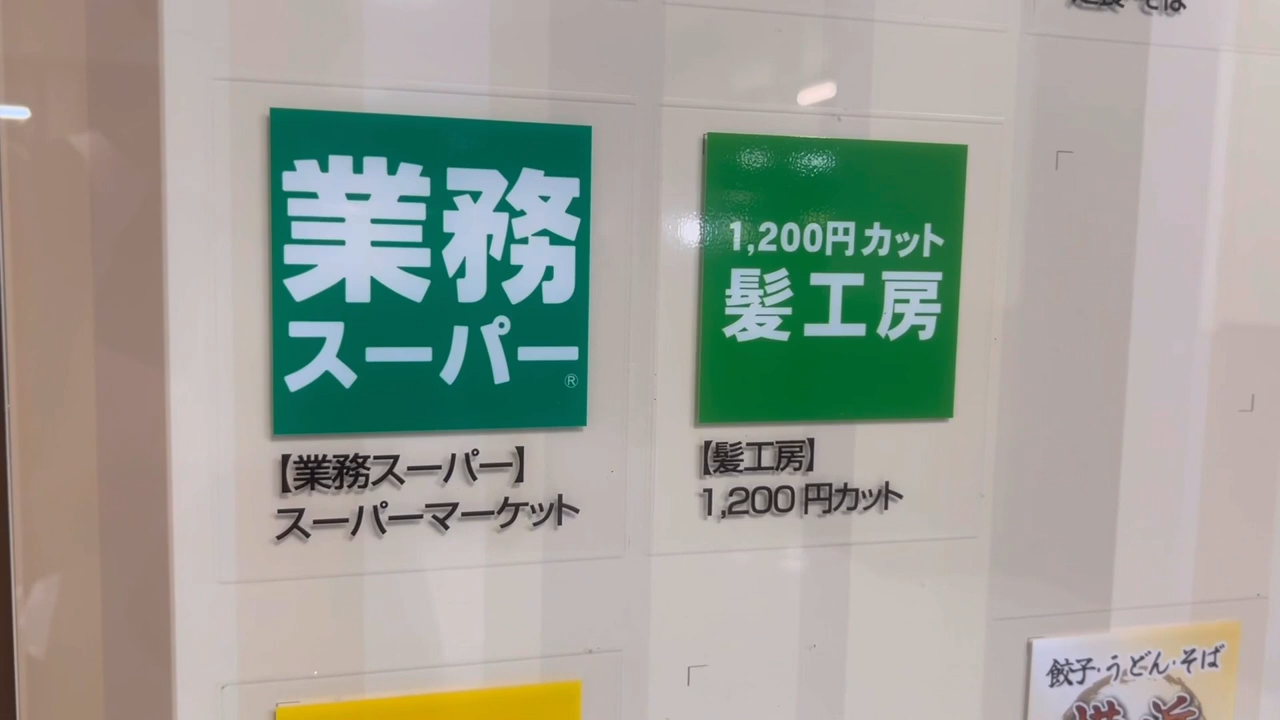 業務
スーパー
®
【業務スーパー】
スーパーマーケット
1,200円カット
髪工房
【髪工房】
1,200円カット
餃子・うどん・そば